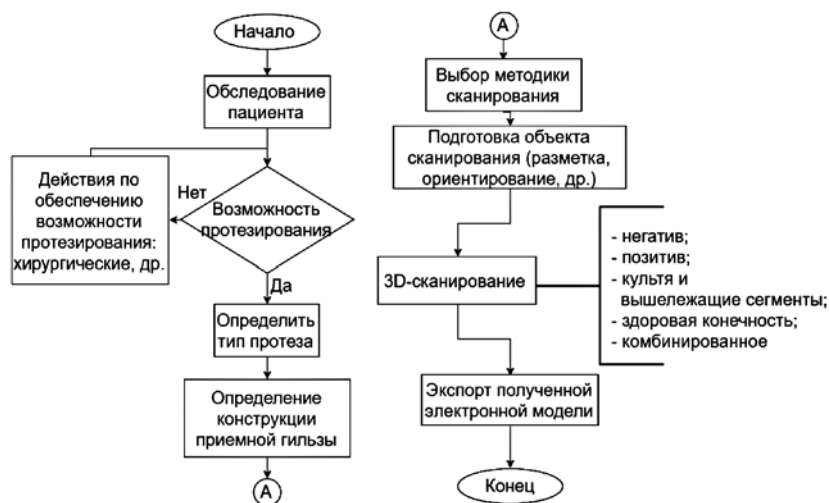 Начало
Обследование
пациента
Действия по
обеспечению
возможности
протезирования:
хирургические, др.
Нет
Возможность
протезирования
Да
Определить
тип протеза
Определение
конструкции
приемной гильзы
А
А
Выбор методики
сканирования
Подготовка объекта
сканирования (разметка,
ориентирование, др.)
3D-сканирование
- негатив;
- позитив;
- культя и
вышележащие сегменты;
- здоровая конечность;
- комбинированное
Экспорт полученной
электронной модели
Конец